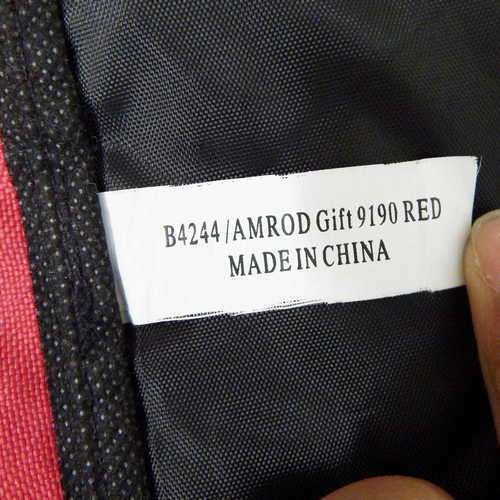 B4244/AMROD Gift 9190 RED
MADE IN CHINA